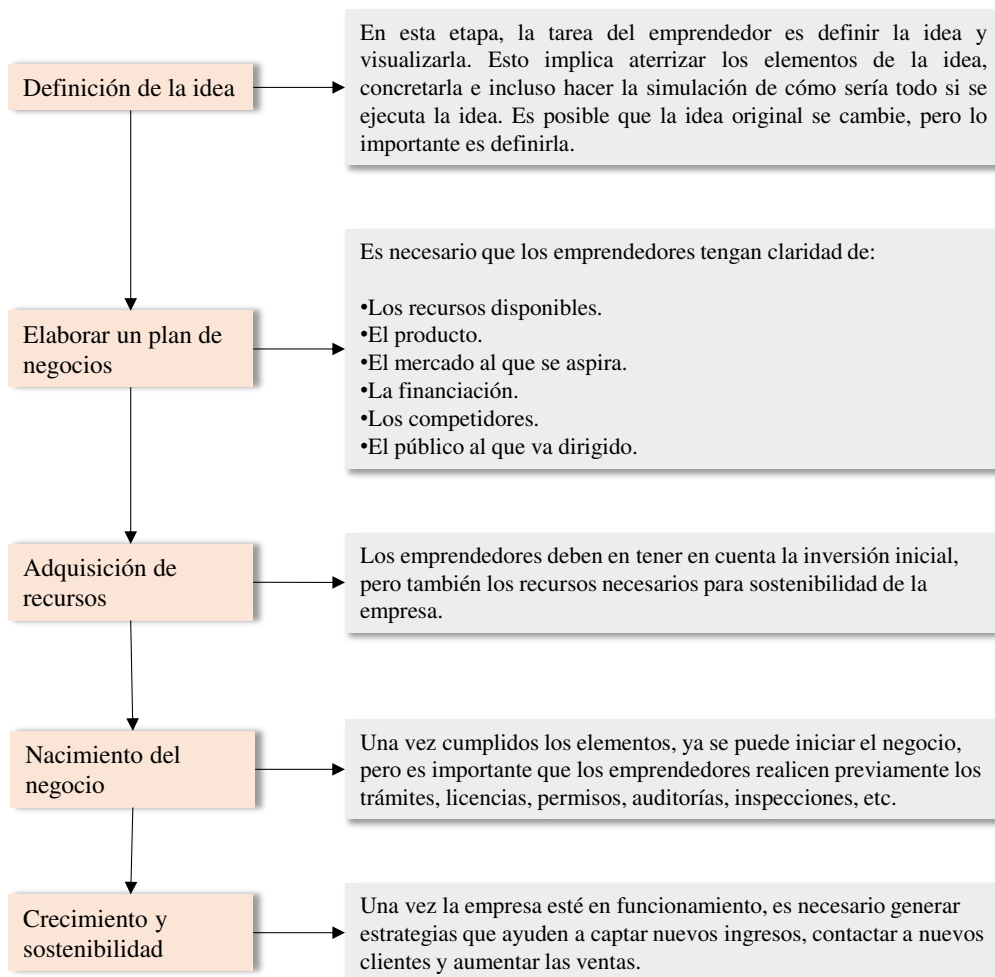 Definición de la idea
En esta etapa, la tarea del emprendedor es definir la idea y
visualizarla. Esto implica aterrizar los elementos de la idea,
concretarla e incluso hacer la simulación de cómo sería todo si se
ejecuta la idea. Es posible que la idea original se cambie, pero lo
importante es definirla.
Elaborar un plan de
negocios
Es necesario que los emprendedores tengan claridad de:
•Los recursos disponibles.
•El producto.
•El mercado al que se aspira.
•La financiación.
•Los competidores.
•El público al que va dirigido.
Adquisición de
recursos
Los emprendedores deben en tener en cuenta la inversión inicial,
pero también los recursos necesarios para sostenibilidad de la
empresa.
Nacimiento del
negocio
Una vez cumplidos los elementos, ya se puede iniciar el negocio,
pero es importante que los emprendedores realicen previamente los
trámites, licencias, permisos, auditorías, inspecciones, etc.
Crecimiento y
sostenibilidad
Una vez la empresa esté en funcionamiento, es necesario generar
estrategias que ayuden a captar nuevos ingresos, contactar a nuevos
clientes y aumentar las ventas.